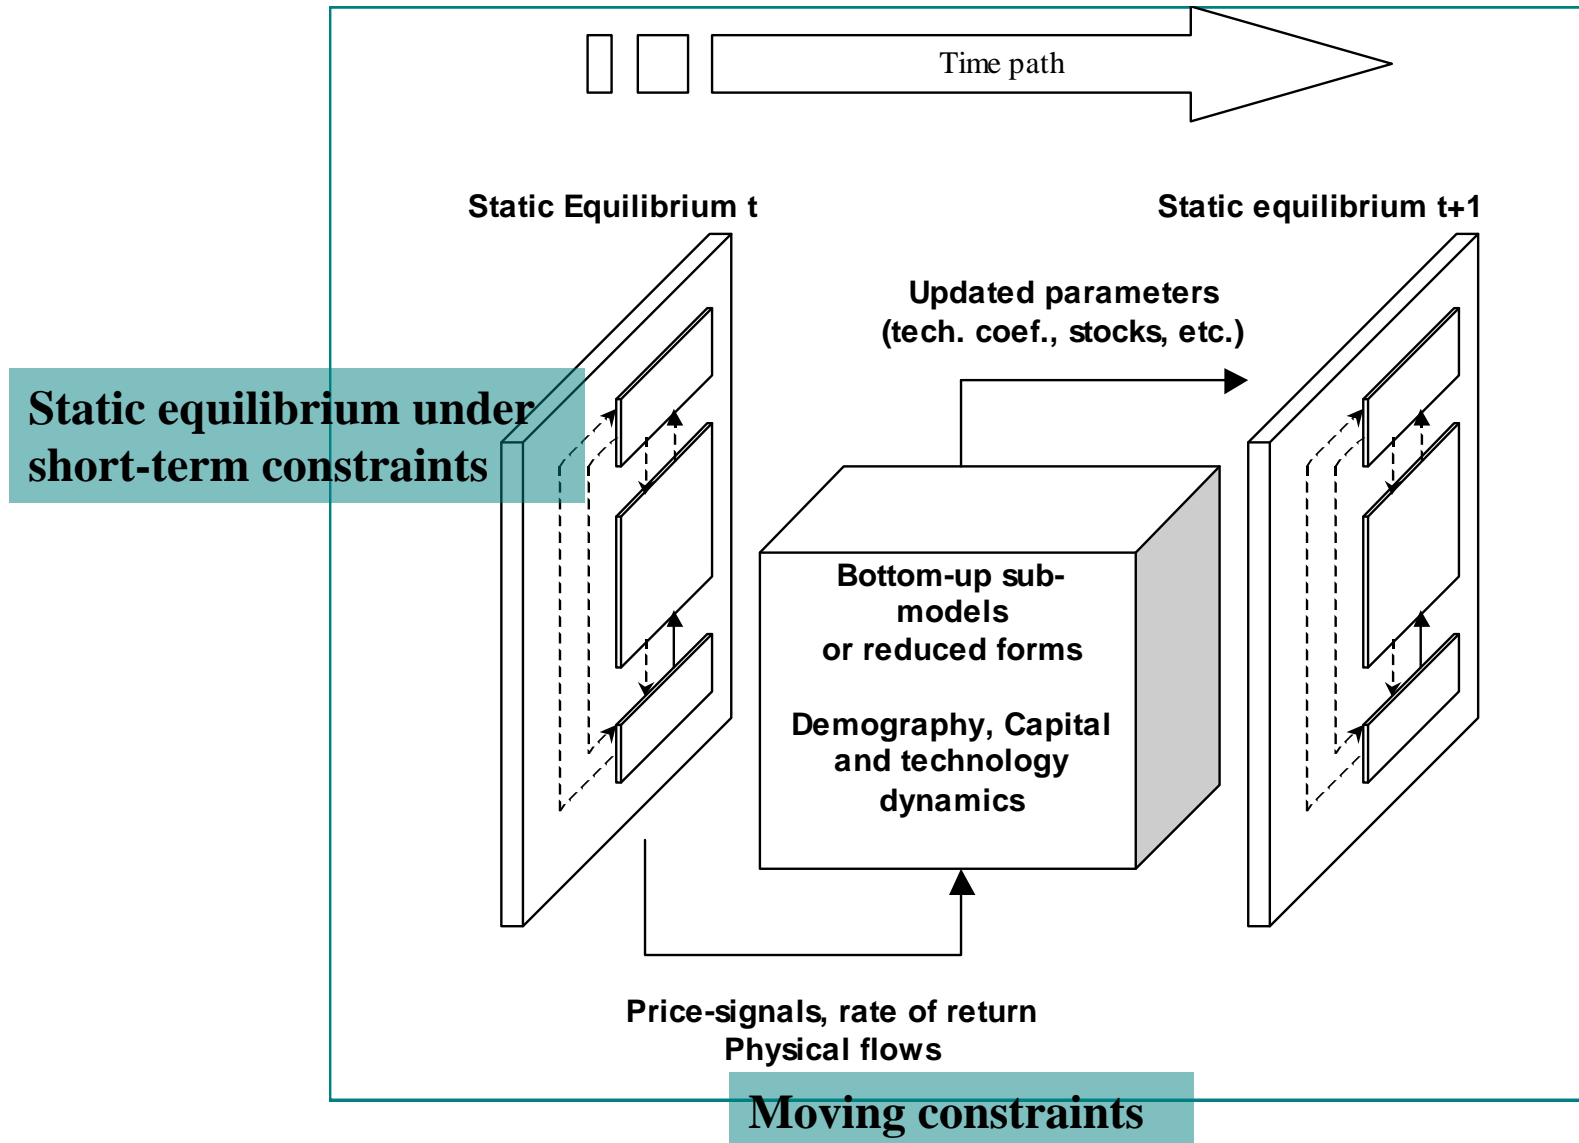 Time path
Static Equilibrium t
Static equilibrium t+1
Updated parameters
(tech. coef., stocks, etc.)
Static equilibrium under
short-term constraints
Bottom-up sub-
models
or reduced forms
Demography, Capital
and technology
dynamics
Price-signals, rate of return
Physical flows
Moving constraints